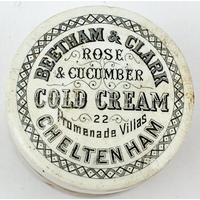 BEETHAM & CLARK
ROSE
& CUCUMBER
COLD CREAM
22
Promenade Villas
CHELTENHAM